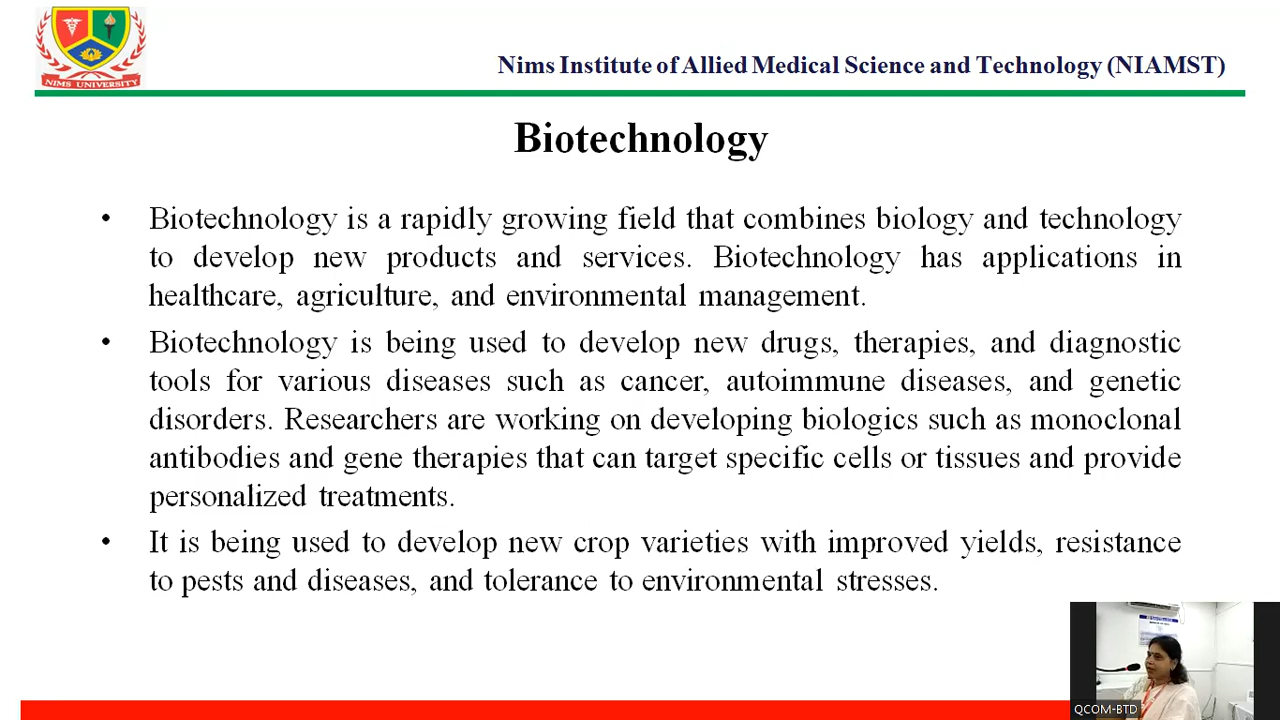 NIMS UNIVERSITY
Nims Institute of Allied Medical Science and Technology (NIAMST)
Biotechnology
• Biotechnology is a rapidly growing field that combines biology and technology
to develop new products and services. Biotechnology has applications in
healthcare, agriculture, and environmental management.
• Biotechnology is being used to develop new drugs, therapies, and diagnostic
tools for various diseases such as cancer, autoimmune diseases, and genetic
disorders. Researchers are working on developing biologics such as monoclonal
antibodies and gene therapies that can target specific cells or tissues and provide
personalized treatments.
• It is being used to develop new crop varieties with improved yields, resistance
to pests and diseases, and tolerance to environmental stresses.
QCOM-BTD